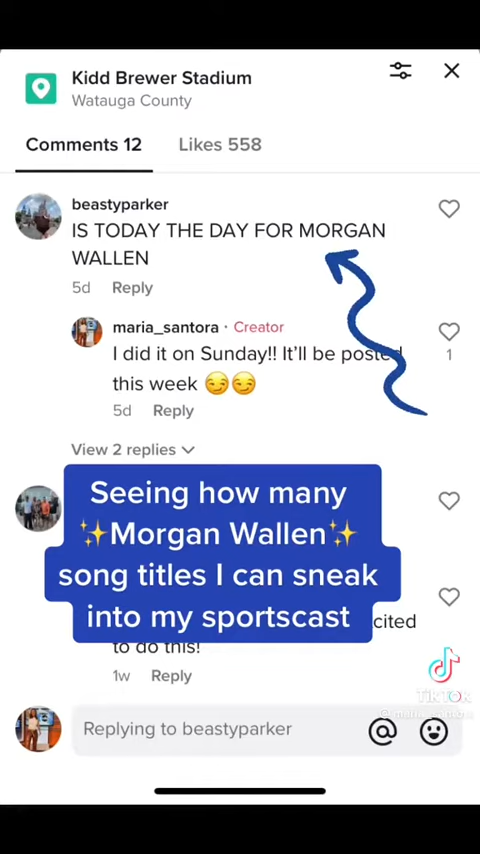 Kidd Brewer Stadium
Watauga County
Comments 12
Likes 558
beastyparker
IS TODAY THE DAY FOR MORGAN
WALLEN
5d Reply
maria_santora · Creator
I did it on Sunday!! It'll be posted
this week 😏😏
1
5d Reply
View 2 replies
Seeing how many
✨Morgan Wallen✨
song titles I can sneak
into my sportscast
cited
to do this!
1w Reply
TikTok
Replying to beastyparker